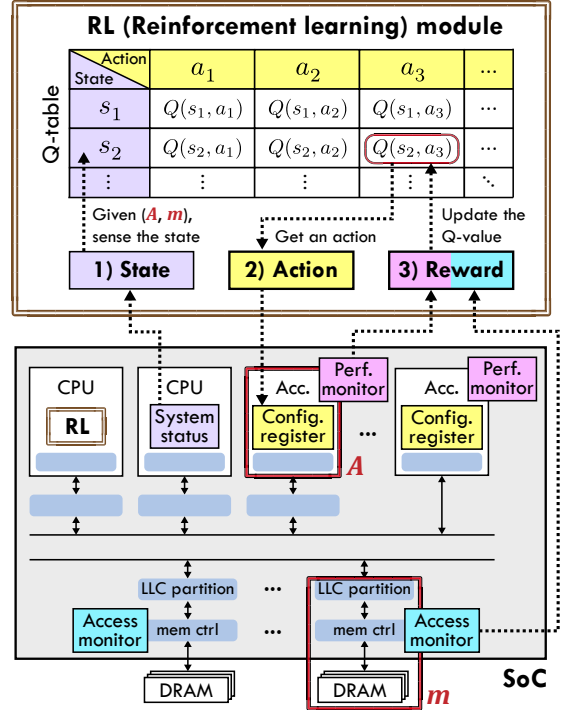 RL (Reinforcement learning) module
Q-table
Action
State
a₁ a₂ a₃ ...
s₁ Q(s₁, a₁) Q(s₁, a₂) Q(s₁, a₃) ...
s₂ Q(s₂, a₁) Q(s₂, a₂) Q(s₂, a₃) ...
⋮ ⋮ ⋮ ⋮ ⋱
Given (A, m),
sense the state
Get an action
Update the
Q-value
1) State
2) Action
3) Reward
CPU
RL
CPU
System
status
Acc.
Perf.
monitor
Config.
register
A
...
Acc.
Perf.
monitor
Config.
register
LLC partition ... LLC partition
Access
monitor
mem ctrl ... mem ctrl
Access
monitor
DRAM
DRAM
m
SoC